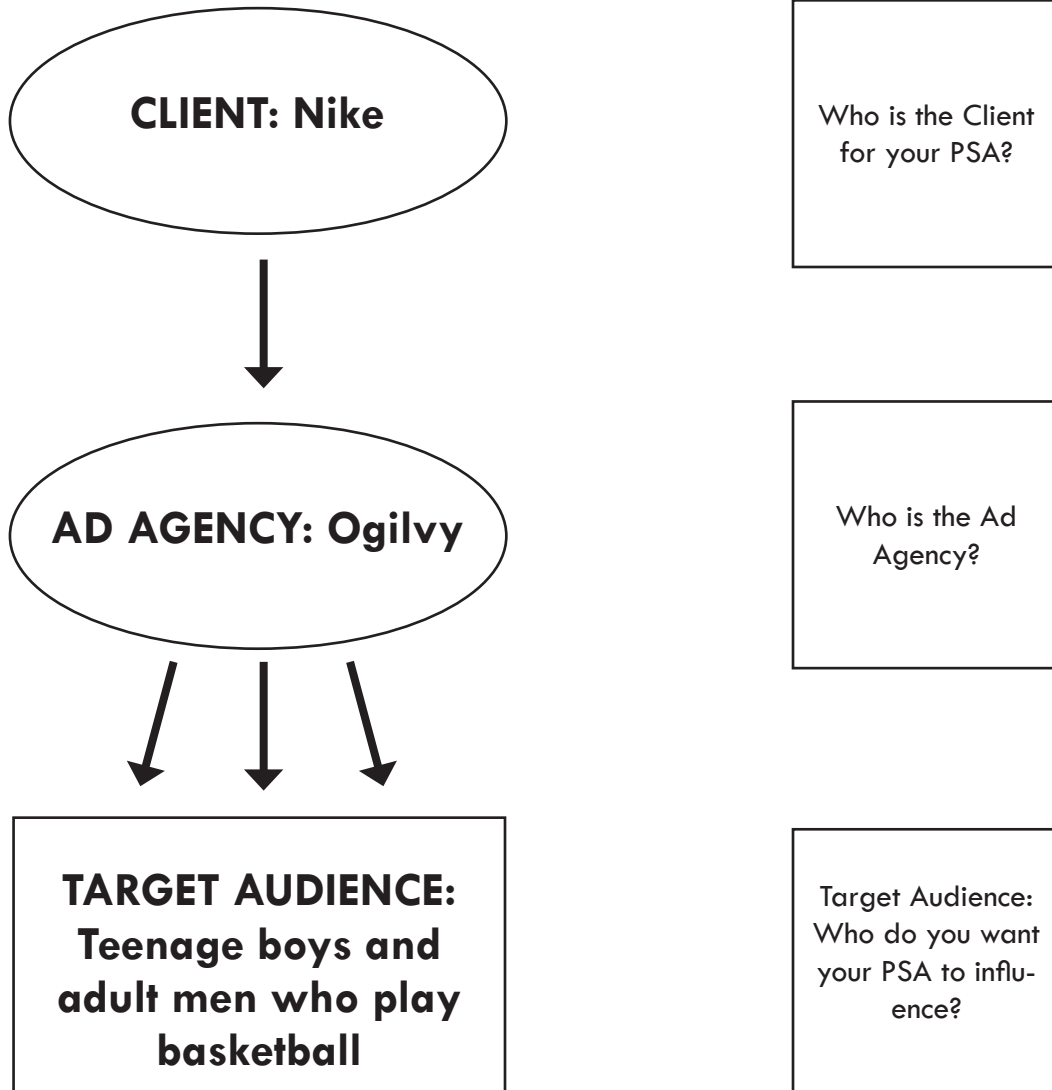 CLIENT: Nike
Who is the Client
for your PSA?
AD AGENCY: Ogilvy
Who is the Ad
Agency?
TARGET AUDIENCE:
Teenage boys and
adult men who play
basketball
Target Audience:
Who do you want
your PSA to influ-
ence?